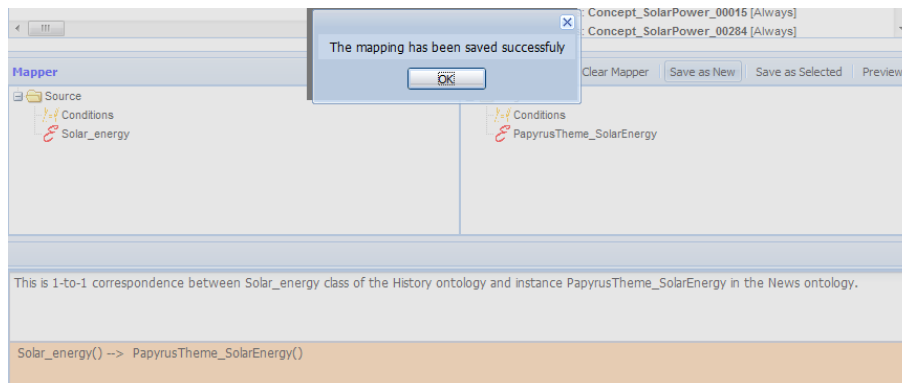 : Concept_SolarPower_00015 [Always]
: Concept_SolarPower_00284 [Always]
The mapping has been saved successfuly
OK
Mapper
Clear Mapper Save as New Save as Selected Preview
Source
Conditions
Solar_energy
Conditions
PapyrusTheme_SolarEnergy
This is 1-to-1 correspondence between Solar_energy class of the History ontology and instance PapyrusTheme_SolarEnergy in the News ontology.
Solar_energy() --> PapyrusTheme_SolarEnergy()